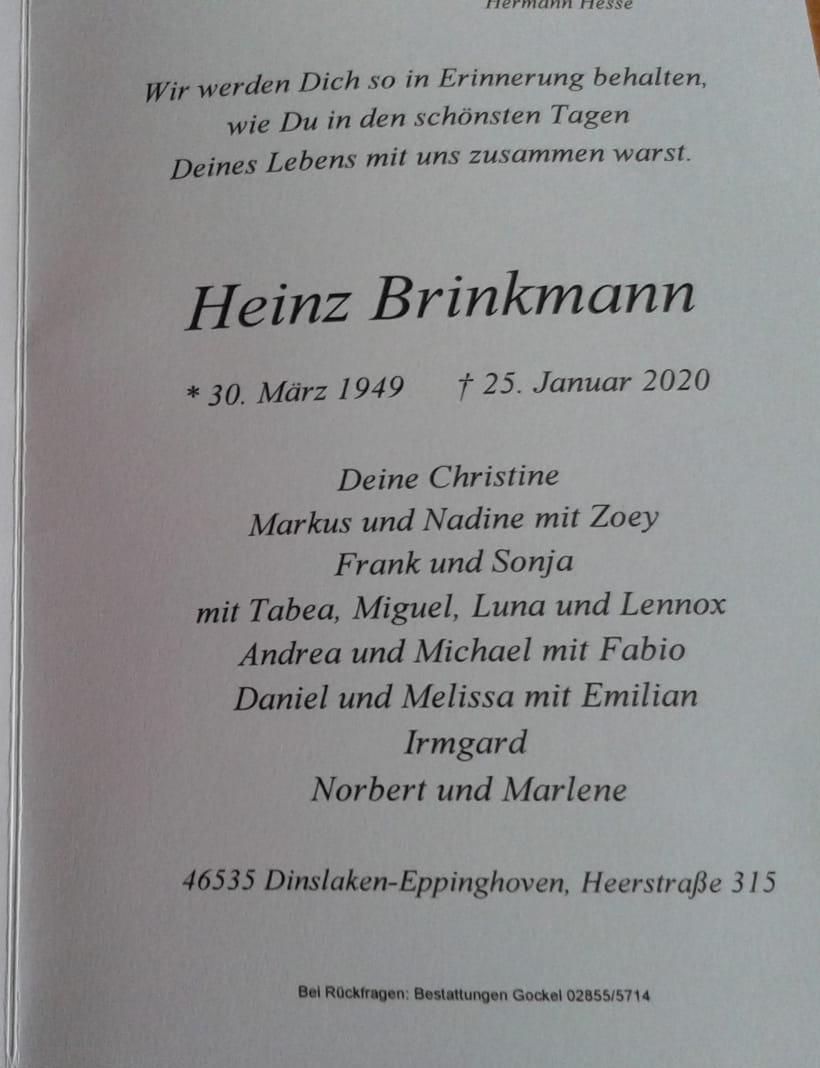 Hermann Hesse
Wir werden Dich so in Erinnerung behalten,
wie Du in den schönsten Tagen
Deines Lebens mit uns zusammen warst.
Heinz Brinkmann
* 30. März 1949 † 25. Januar 2020
Deine Christine
Markus und Nadine mit Zoey
Frank und Sonja
mit Tabea, Miguel, Luna und Lennox
Andrea und Michael mit Fabio
Daniel und Melissa mit Emilian
Irmgard
Norbert und Marlene
46535 Dinslaken-Eppinghoven, Heerstraße 315
Bei Rückfragen: Bestattungen Gockel 02855/5714